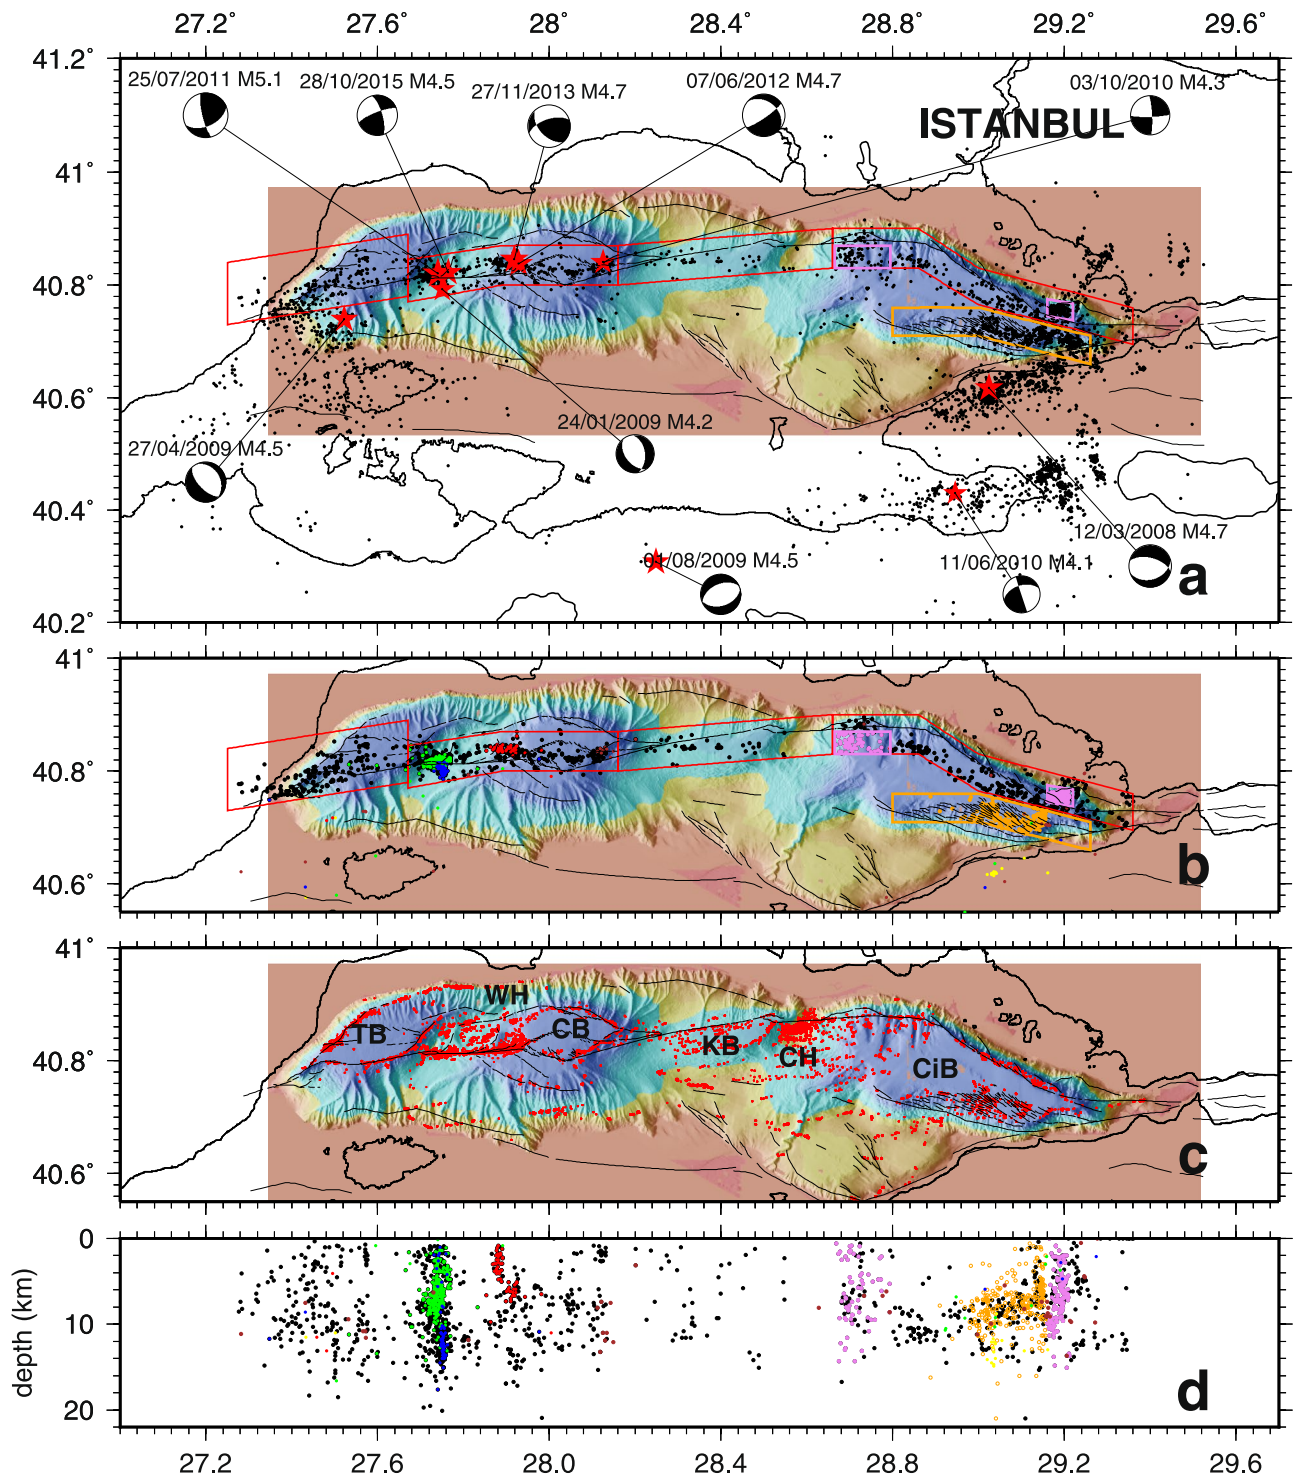 27.2° 27.6° 28° 28.4° 28.8° 29.2° 29.6°
41.2°
25/07/2011 M5.1
28/10/2015 M4.5
27/11/2013 M4.7
07/06/2012 M4.7
03/10/2010 M4.3
ISTANBUL
41°
40.8°
40.6°
24/01/2009 M4.2
27/04/2009 M4.5
40.4°
12/03/2008 M4.7
01/08/2009 M4.5
11/06/2010 M4.1
a
40.2°
41°
40.8°
40.6°
b
41°
WH
TB
CB
KB
CH
CiB
40.8°
40.6°
c
0
10
20
depth (km)
d
27.2 27.6 28.0 28.4 28.8 29.2 29.6